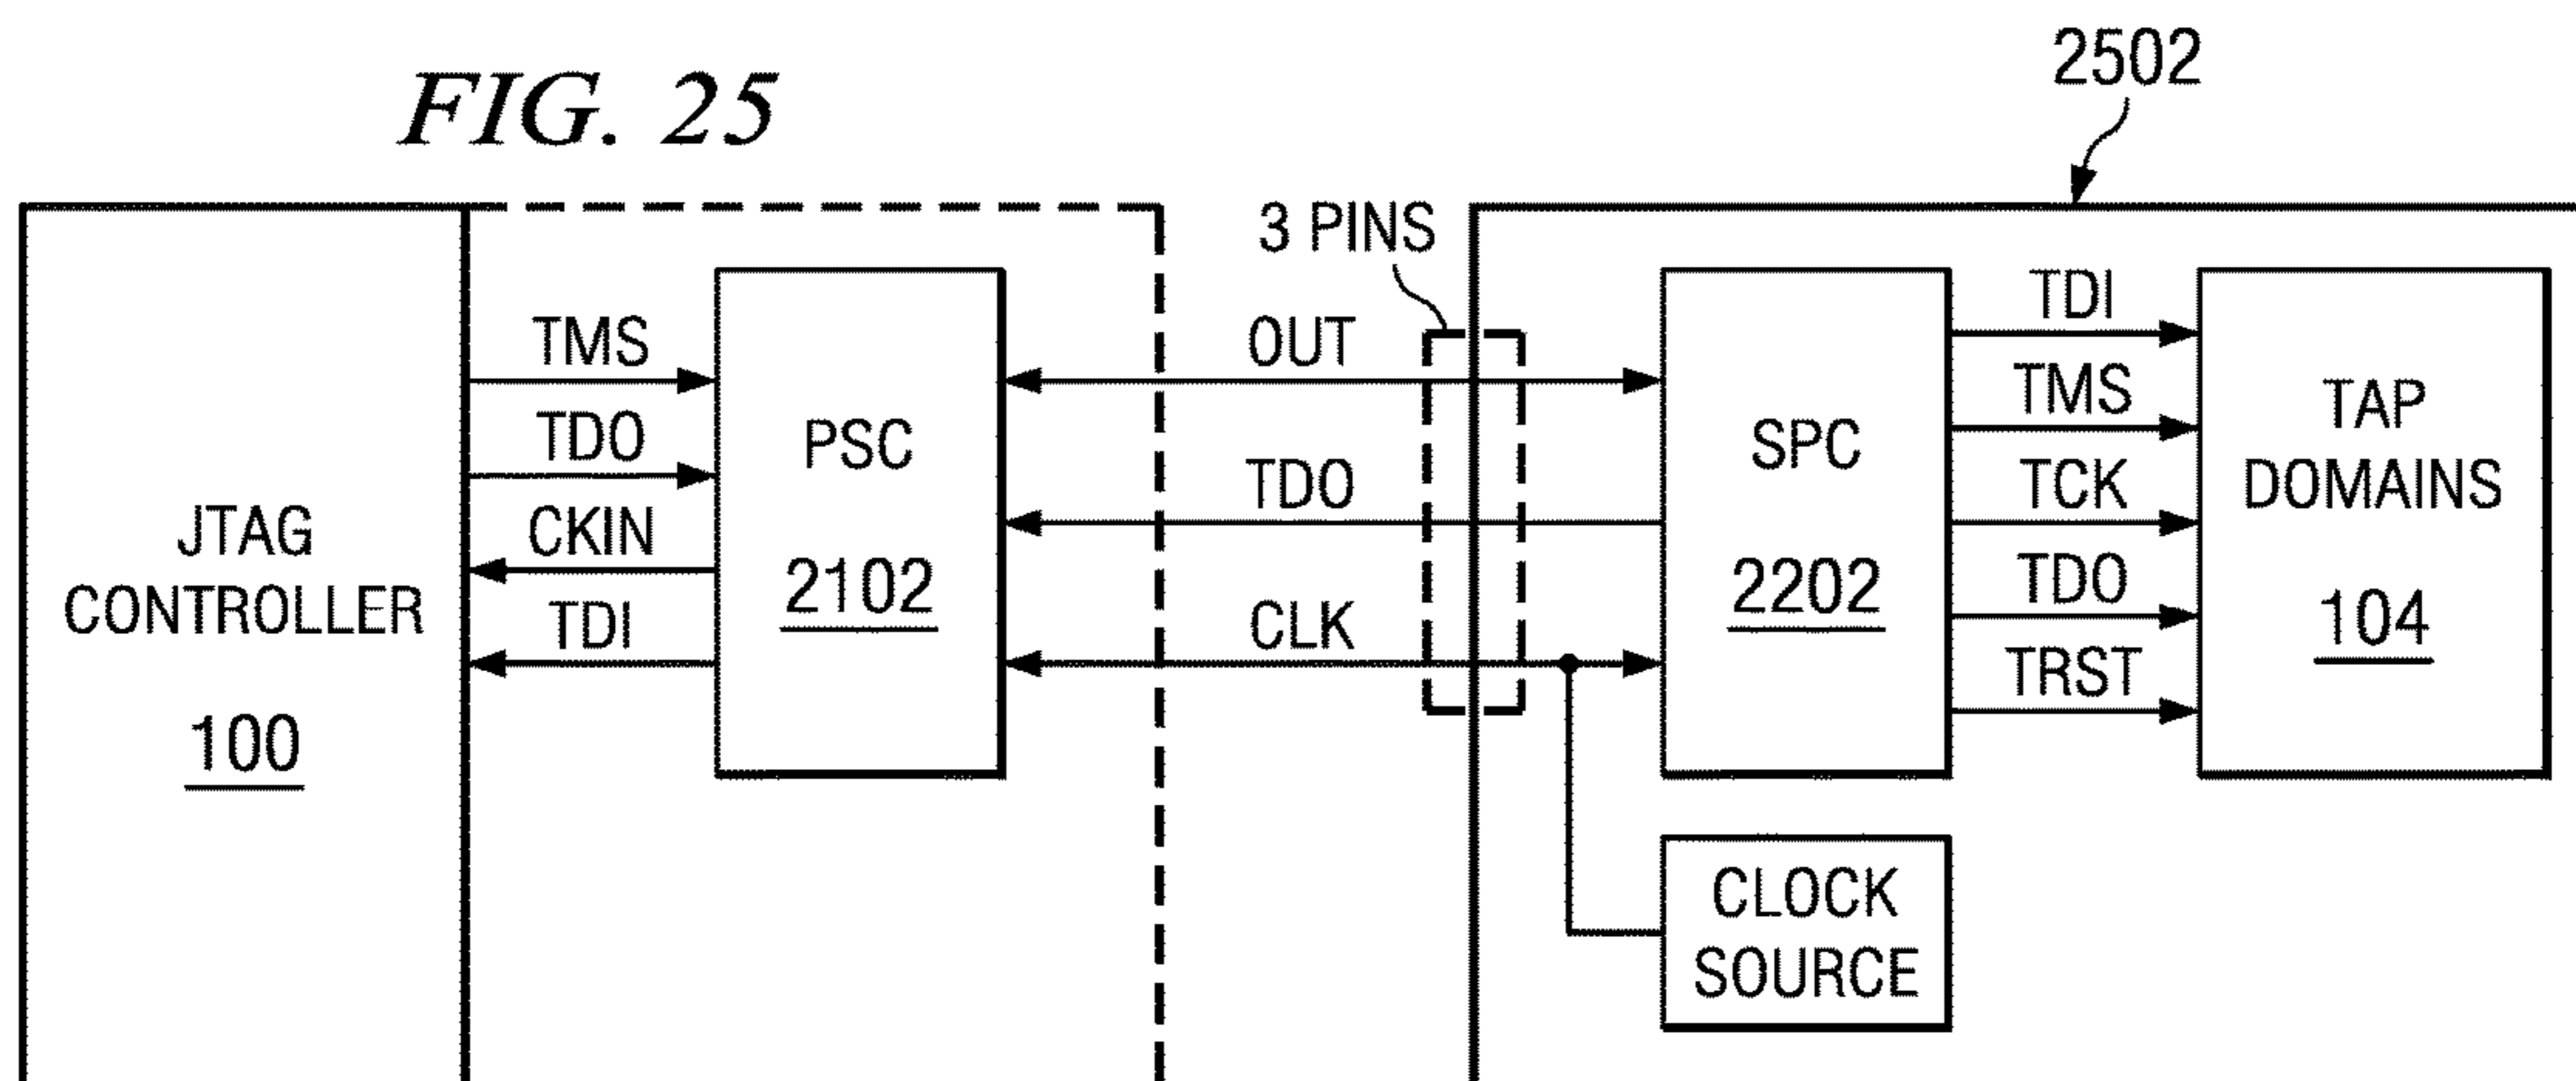 FIG. 25
2502
3 PINS
JTAG
CONTROLLER
100
TMS
TDO
CKIN
TDI
PSC
2102
OUT
TDO
CLK
SPC
2202
TDI
TMS
TCK
TDO
TRST
TAP
DOMAINS
104
CLOCK
SOURCE